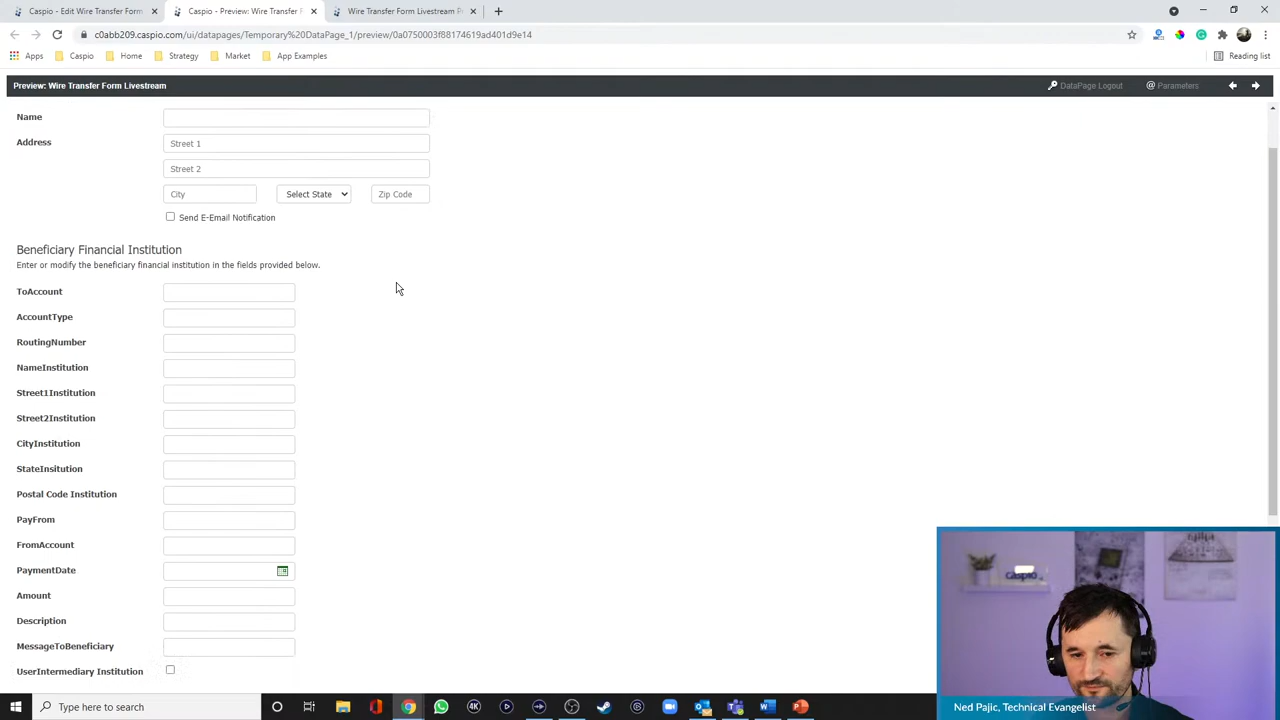 Caspio - Edit Wire Transfer Form
Caspio - Preview: Wire Transfer F
Wire Transfer Form Livestream P
c0abb209.caspio.com/ui/datapages/Temporary%20DataPage_1/preview/0a0750003f88174619ad401d9e14
Apps
Caspio
Home
Strategy
Market
App Examples
Reading list
Preview: Wire Transfer Form Livestream
DataPage Logout
@ Parameters
Name
Address
Street 1
Street 2
City
Select State
Zip Code
Send E-Email Notification
Beneficiary Financial Institution
Enter or modify the beneficiary financial institution in the fields provided below.
ToAccount
AccountType
RoutingNumber
NameInstitution
Street1Institution
Street2Institution
CityInstitution
StateInsitution
Postal Code Institution
PayFrom
FromAccount
PaymentDate
Amount
Description
MessageToBeneficiary
UserIntermediary Institution
caspio
Ned Pajic, Technical Evangelist
Type here to search
4K